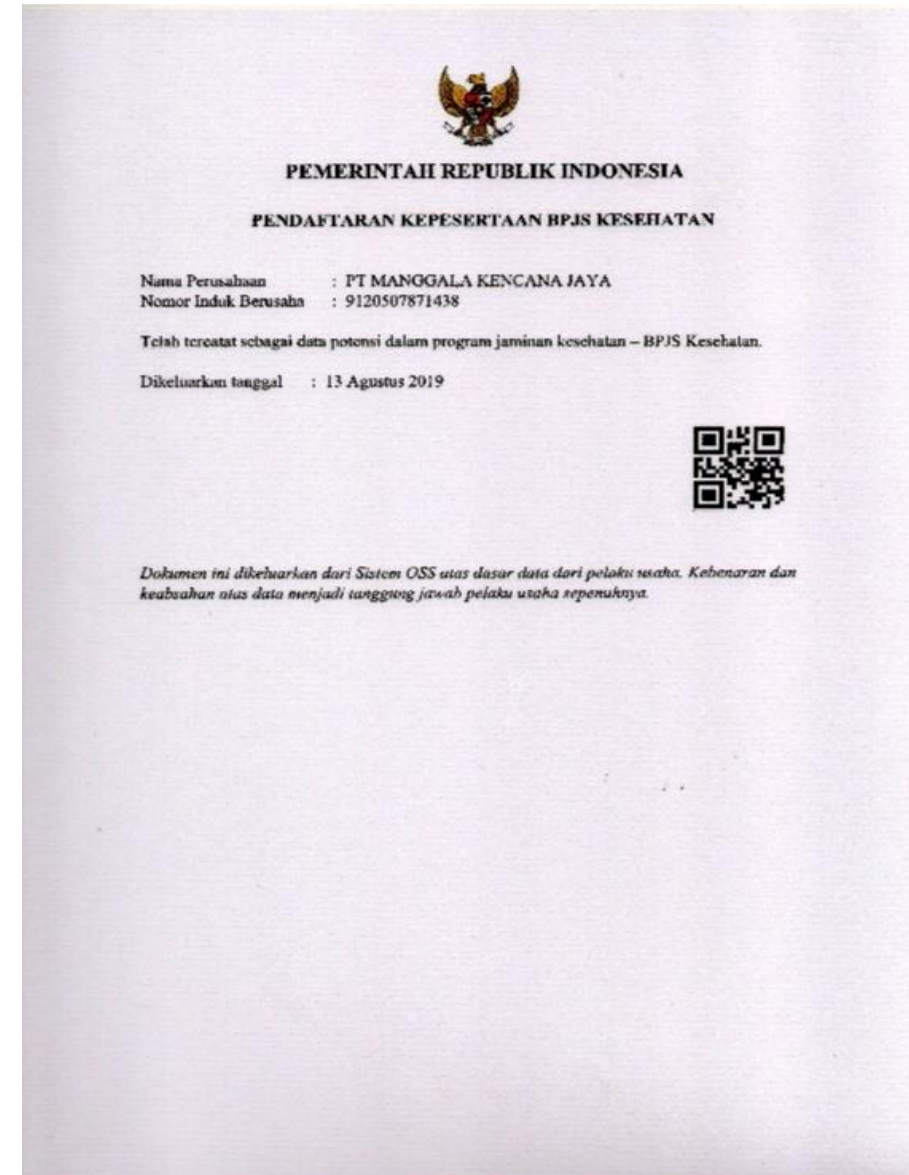 PEMERINTAH REPUBLIK INDONESIA
PENDAFTARAN KEPESERTAAN BPJS KESEHATAN
Nama Perusahaan : PT MANGGALA KENCANA JAYA
Nomor Induk Berusaha : 9120507871438
Telah tercatat sebagai data potensi dalam program jaminan kesehatan – BPJS Kesehatan.
Dikeluarkan tanggal : 13 Agustus 2019
Dokumen ini dikeluarkan dari Sistem OSS atas dasar data dari pelaku usaha. Kebenaran dan
keabsahan atas data menjadi tanggung jawab pelaku usaha sepenuhnya.